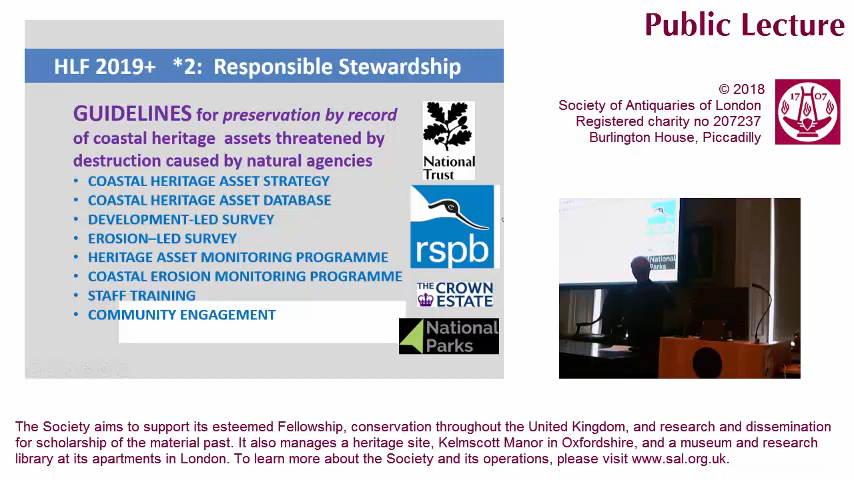 Public Lecture
© 2018
Society of Antiquaries of London
Registered charity no 207237
Burlington House, Piccadilly
17 07
HLF 2019+ *2: Responsible Stewardship
GUIDELINES for preservation by record
of coastal heritage assets threatened by
destruction caused by natural agencies
• COASTAL HERITAGE ASSET STRATEGY
• COASTAL HERITAGE ASSET DATABASE
• DEVELOPMENT-LED SURVEY
• EROSION–LED SURVEY
• HERITAGE ASSET MONITORING PROGRAMME
• COASTAL EROSION MONITORING PROGRAMME
• STAFF TRAINING
• COMMUNITY ENGAGEMENT
National
Trust
rspb
THE CROWN
ESTATE
National
Parks
National
Parks
The Society aims to support its esteemed Fellowship, conservation throughout the United Kingdom, and research and dissemination
for scholarship of the material past. It also manages a heritage site, Kelmscott Manor in Oxfordshire, and a museum and research
library at its apartments in London. To learn more about the Society and its operations, please visit www.sal.org.uk.